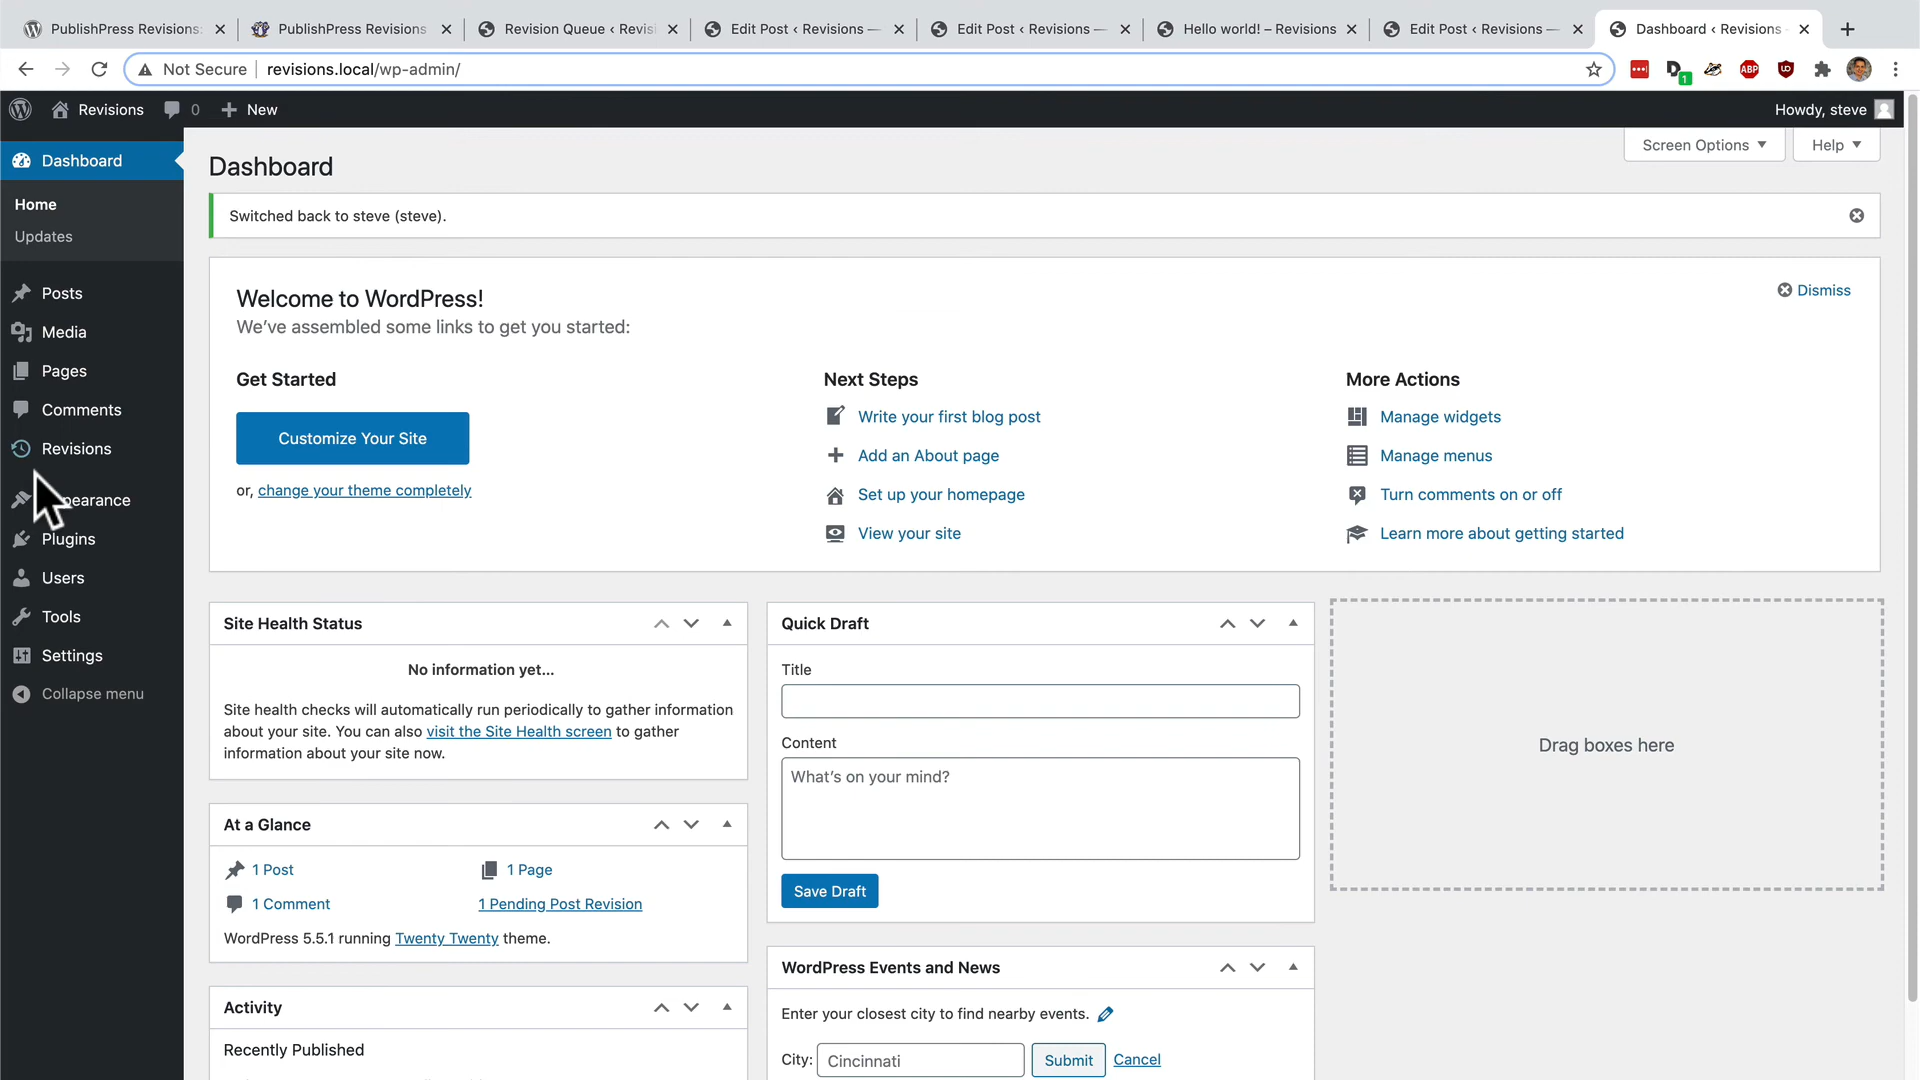 PublishPress Revisions:
PublishPress Revisions
Revision Queue ‹ Revisi
Edit Post ‹ Revisions —
Edit Post ‹ Revisions —
Hello world! – Revisions
Edit Post ‹ Revisions —
Dashboard ‹ Revisions
Not Secure
revisions.local/wp-admin/
1
ABP
Revisions
0
New
Howdy, steve
Dashboard
Home
Updates
Posts
Media
Pages
Comments
Revisions
pearance
Plugins
Users
Tools
Settings
Collapse menu
Screen Options
Help
Dashboard
Switched back to steve (steve).
Welcome to WordPress!
We’ve assembled some links to get you started:
Dismiss
Get Started
Customize Your Site
or, change your theme completely
Next Steps
Write your first blog post
Add an About page
Set up your homepage
View your site
More Actions
Manage widgets
Manage menus
Turn comments on or off
Learn more about getting started
Site Health Status
No information yet…
Site health checks will automatically run periodically to gather information
about your site. You can also visit the Site Health screen to gather
information about your site now.
At a Glance
1 Post
1 Page
1 Comment
1 Pending Post Revision
WordPress 5.5.1 running Twenty Twenty theme.
Activity
Recently Published
Quick Draft
Title
Content
What’s on your mind?
Save Draft
WordPress Events and News
Enter your closest city to find nearby events.
City:
Cincinnati
Submit
Cancel
Drag boxes here